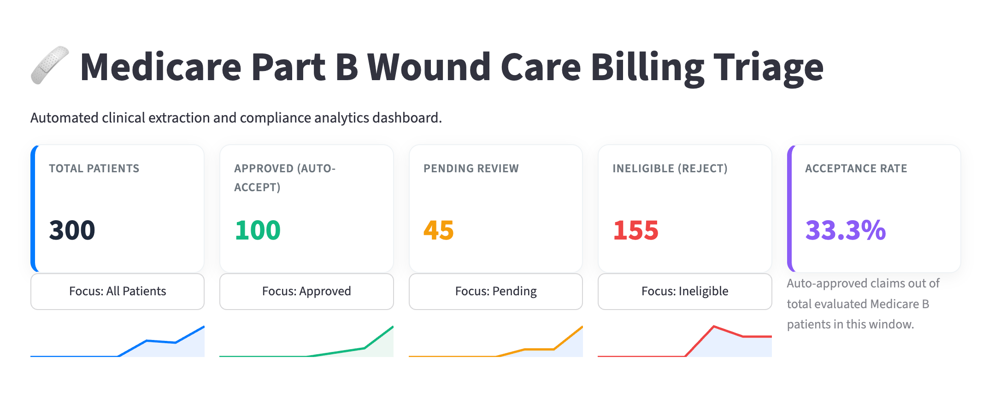 Medicare Part B Wound Care Billing Triage
Automated clinical extraction and compliance analytics dashboard.
TOTAL PATIENTS
300
Focus: All Patients
APPROVED (AUTO-
ACCEPT)
100
Focus: Approved
PENDING REVIEW
45
Focus: Pending
INELIGIBLE (REJECT)
155
Focus: Ineligible
ACCEPTANCE RATE
33.3%
Auto-approved claims out of
total evaluated Medicare B
patients in this window.